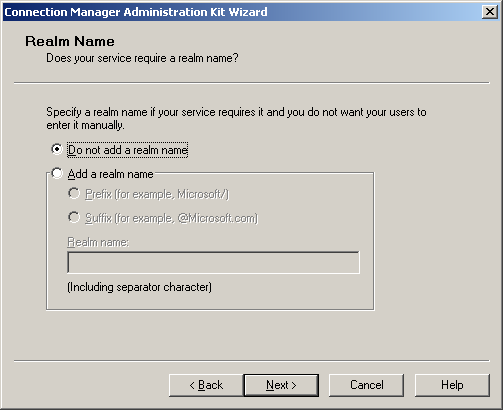 Connection Manager Administration Kit Wizard
Realm Name
Does your service require a realm name?
Specify a realm name if your service requires it and you do not want your users to
enter it manually.
Do not add a realm name
Add a realm name
Prefix (for example, Microsoft/)
Suffix (for example, @Microsoft.com)
Realm name:
(Including separator character)
< Back
Next >
Cancel
Help